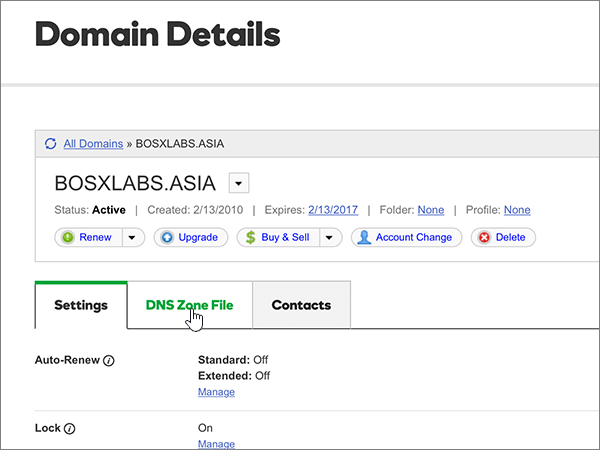 Domain Details
All Domains » BOSXLABS.ASIA
BOSXLABS.ASIA
Status: Active | Created: 2/13/2010 | Expires: 2/13/2017 | Folder: None | Profile: None
Renew Upgrade Buy & Sell Account Change Delete
Settings DNS Zone File Contacts
Auto-Renew Standard: Off
Extended: Off
Manage
Lock On
Manage